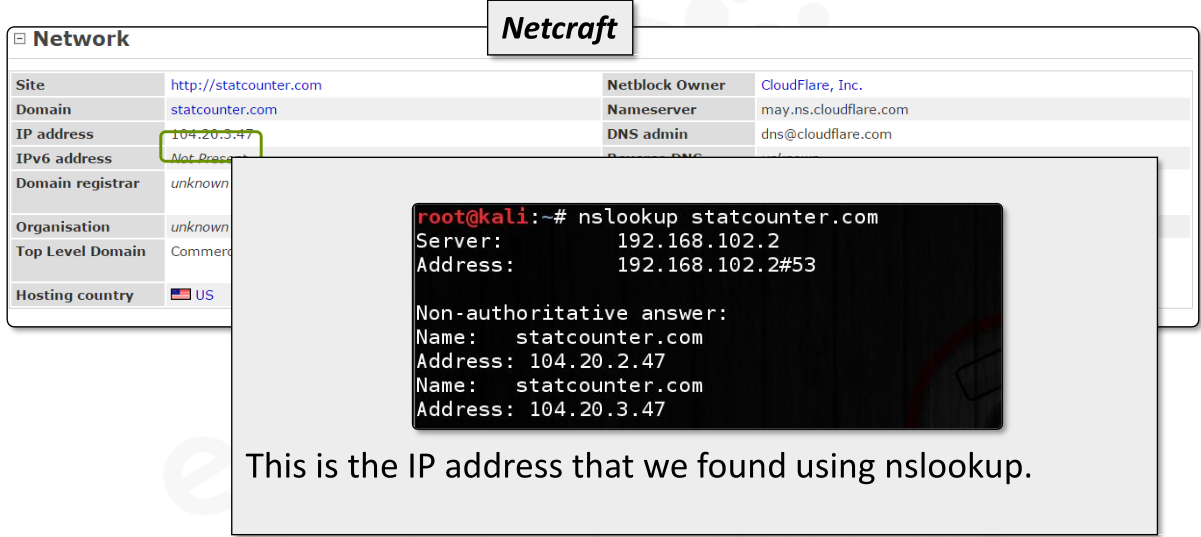 Netcraft
Network
Site http://statcounter.com Netblock Owner CloudFlare, Inc.
Domain statcounter.com Nameserver may.ns.cloudflare.com
IP address 104.20.3.47 DNS admin dns@cloudflare.com
IPv6 address Not Present Reverse DNS unknown
Domain registrar unknown
Organisation unknown
Top Level Domain Commerc
Hosting country US
root@kali:~# nslookup statcounter.com
Server: 192.168.102.2
Address: 192.168.102.2#53
Non-authoritative answer:
Name: statcounter.com
Address: 104.20.2.47
Name: statcounter.com
Address: 104.20.3.47
This is the IP address that we found using nslookup.